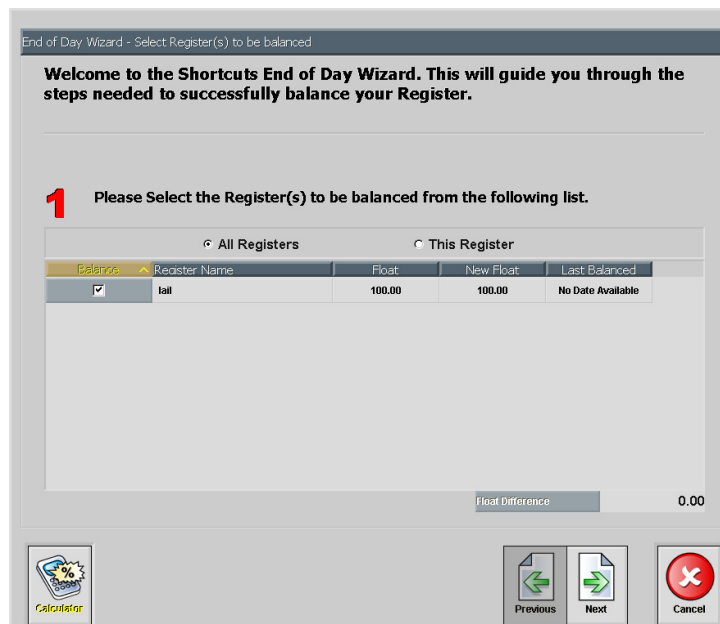 End of Day Wizard - Select Register(s) to be balanced
Welcome to the Shortcuts End of Day Wizard. This will guide you through the
steps needed to successfully balance your Register.
1 Please Select the Register(s) to be balanced from the following list.
All Registers This Register
Balance Register Name Float New Float Last Balanced
lail 100.00 100.00 No Date Available
Float Difference 0.00
Calculator Previous Next Cancel